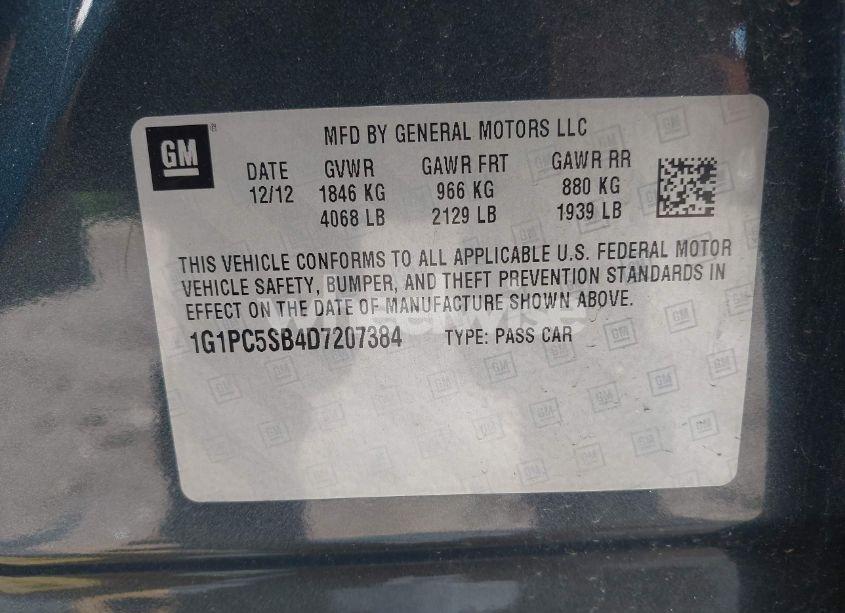 GM
MFD BY GENERAL MOTORS LLC
DATE GVWR GAWR FRT GAWR RR
12/12 1846 KG 966 KG 880 KG
4068 LB 2129 LB 1939 LB
THIS VEHICLE CONFORMS TO ALL APPLICABLE U.S. FEDERAL MOTOR
VEHICLE SAFETY, BUMPER, AND THEFT PREVENTION STANDARDS IN
EFFECT ON THE DATE OF MANUFACTURE SHOWN ABOVE.
1G1PC5SB4D7207384 TYPE: PASS CAR